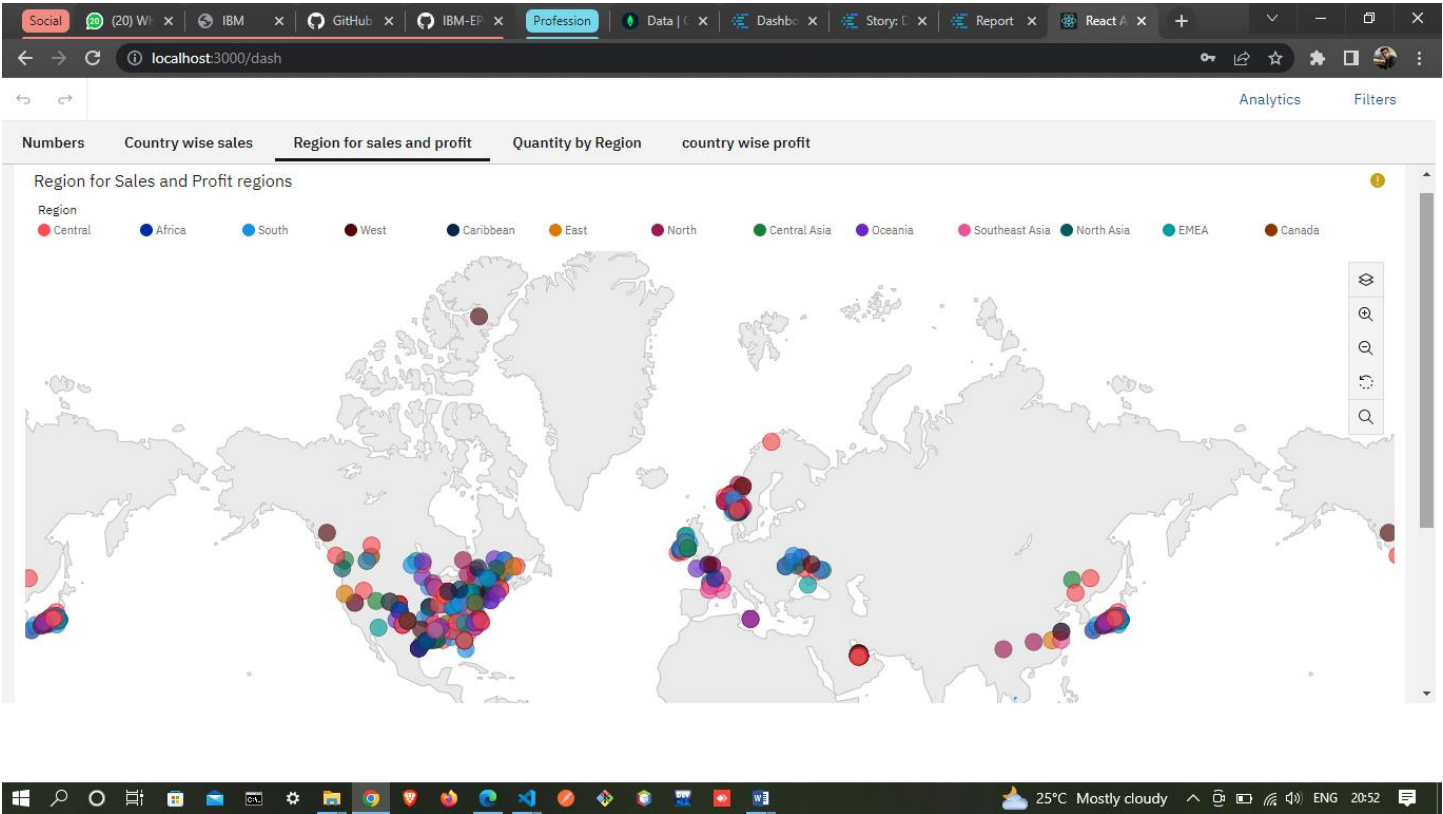 Social (20) Wh IBM GitHub IBM-EP Profession Data | C Dashbo Story: D Report React A
localhost:3000/dash
Analytics Filters
Numbers Country wise sales Region for sales and profit Quantity by Region country wise profit
Region for Sales and Profit regions
Region
Central Africa South West Caribbean East North Central Asia Oceania Southeast Asia North Asia EMEA Canada
25°C Mostly cloudy ENG 20:52